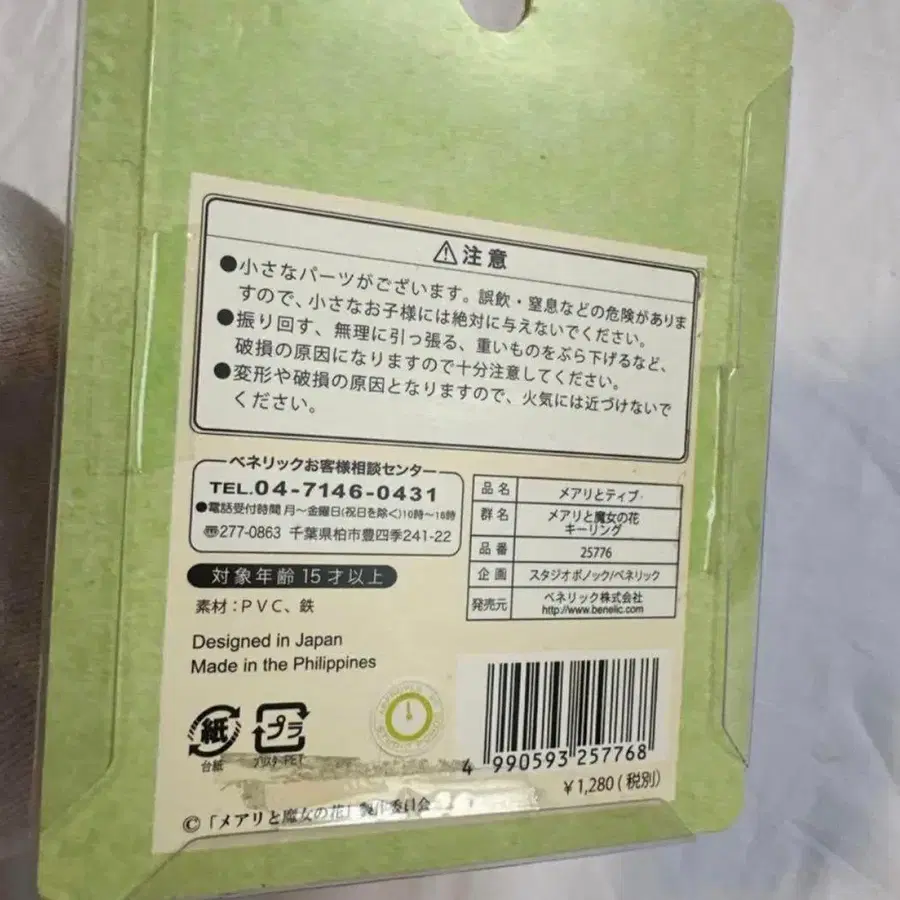 ⚠注意
●小さなパーツがございます。誤飲・窒息などの危険がありま
すので、小さなお子様には絶対に与えないでください。
●振り回す、無理に引っ張る、重いものをぶら下げるなど、
破損の原因になりますので十分注意してください。
●変形や破損の原因となりますので、火気には近づけないで
ください。
ベネリックお客様相談センター
TEL.04-7146-0431
●電話受付時間 月～金曜日(祝日を除く)10時～16時
〒277-0863 千葉県柏市豊四季241-22
対象年齢15才以上
素材:PVC、鉄
Designed in Japan
Made in the Philippines
品名 メアリとティブ
群名 メアリと魔女の花
キーリング
品番 25776
企画 スタジオポノック/ベネリック
発売元 ベネリック株式会社
http://www.benelic.com
紙
台紙
プラ
ブリスターPET
4 990593 257768
¥1,280(税別)
©「メアリと魔女の花」製作委員会